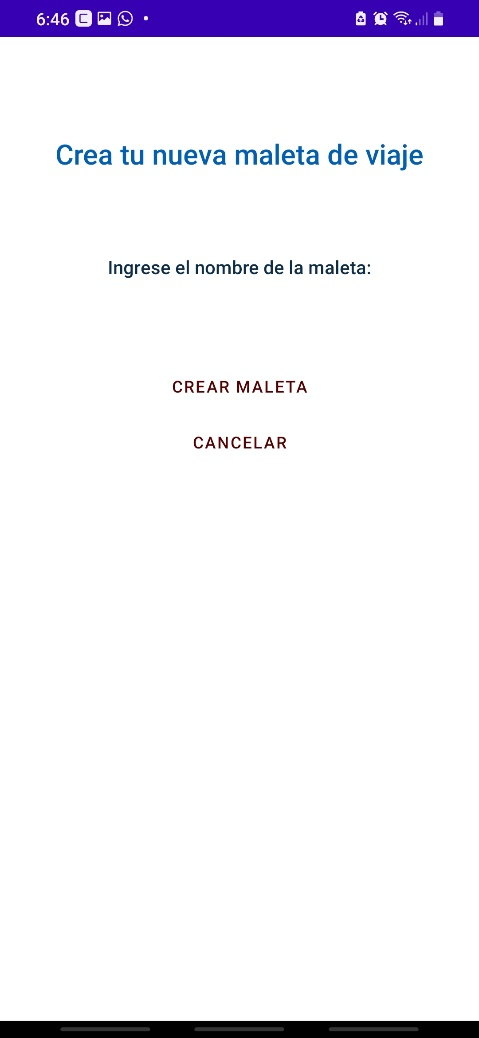 6:46
Crea tu nueva maleta de viaje
Ingrese el nombre de la maleta:
CREAR MALETA
CANCELAR